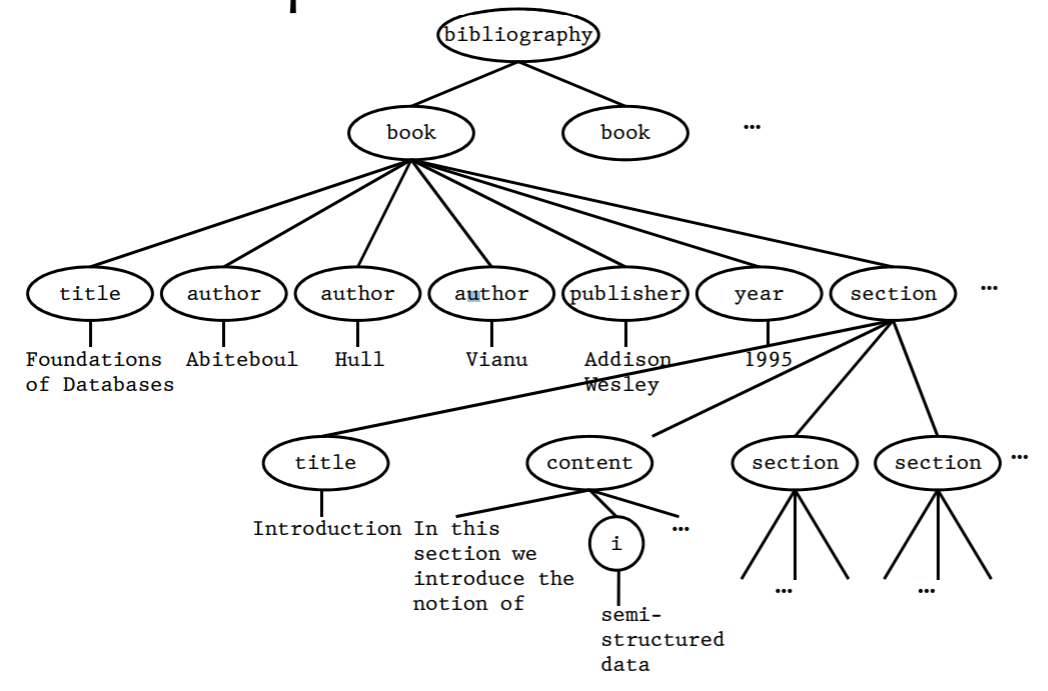 bibliography
book book ...
title author author author publisher year section ...
Foundations of Databases Abiteboul Hull Vianu Addison Wesley 1995
title content section section ...
Introduction In this section we introduce the notion of i ...
semi-structured data
... ...